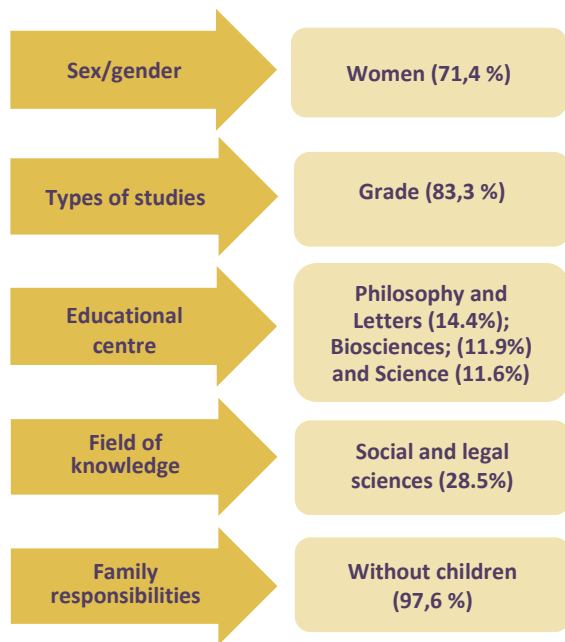 Sex/gender
Women (71,4 %)
Types of studies
Grade (83,3 %)
Educational
centre
Philosophy and
Letters (14.4%);
Biosciences; (11.9%)
and Science (11.6%)
Field of
knowledge
Social and legal
sciences (28.5%)
Family
responsibilities
Without children
(97,6 %)